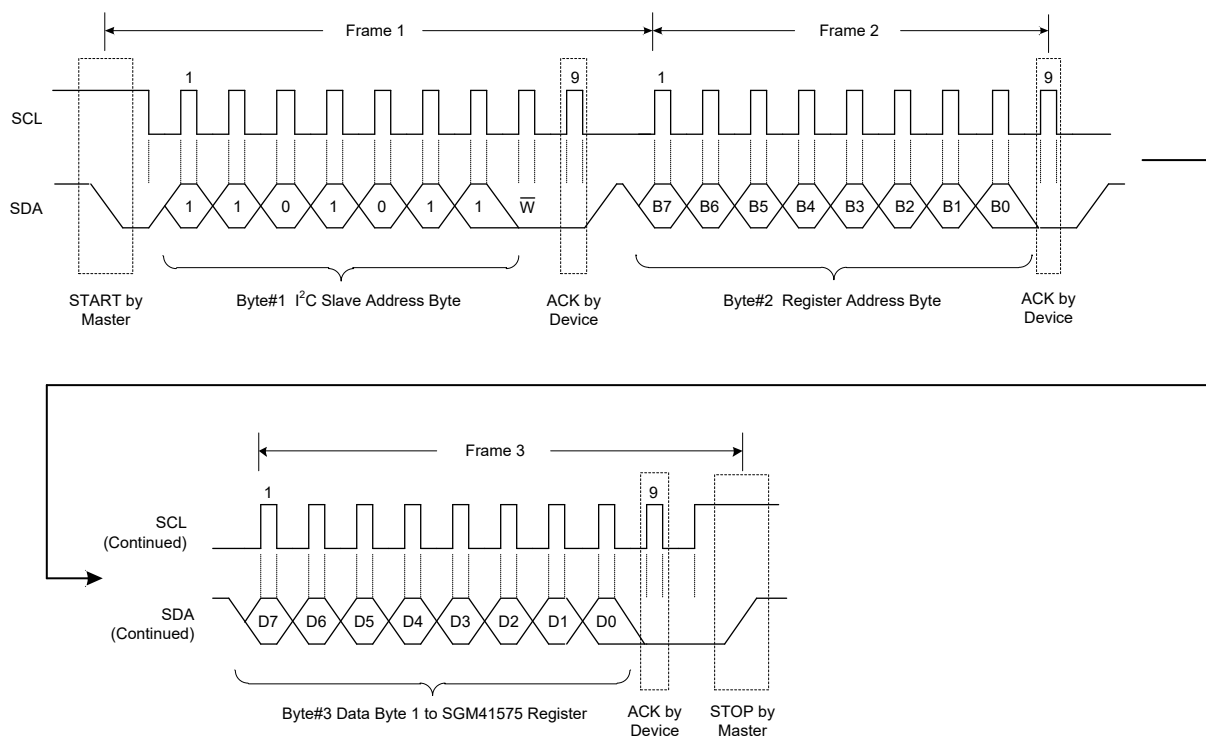 Frame 1
Frame 2
1
9
1
9
SCL
SDA
1 1 0 1 0 1 1 W̅
B7 B6 B5 B4 B3 B2 B1 B0
START by
Master
Byte#1 I²C Slave Address Byte
ACK by
Device
Byte#2 Register Address Byte
ACK by
Device
Frame 3
1
9
SCL
(Continued)
SDA
(Continued)
D7 D6 D5 D4 D3 D2 D1 D0
Byte#3 Data Byte 1 to SGM41575 Register
ACK by
Device
STOP by
Master